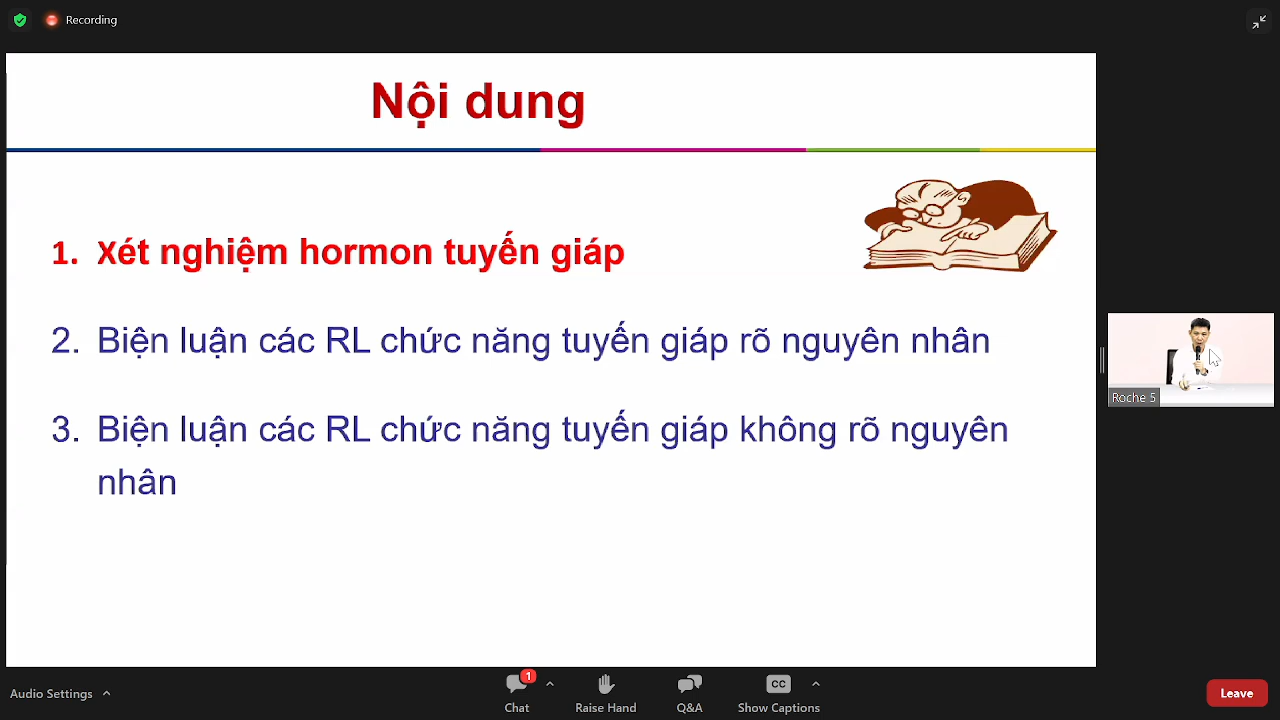 Recording
Nội dung
1. Xét nghiệm hormon tuyến giáp
2. Biện luận các RL chức năng tuyến giáp rõ nguyên nhân
3. Biện luận các RL chức năng tuyến giáp không rõ nguyên
nhân
Roche 5
Audio Settings
1
Chat
Raise Hand
Q&A
CC
Show Captions
Leave